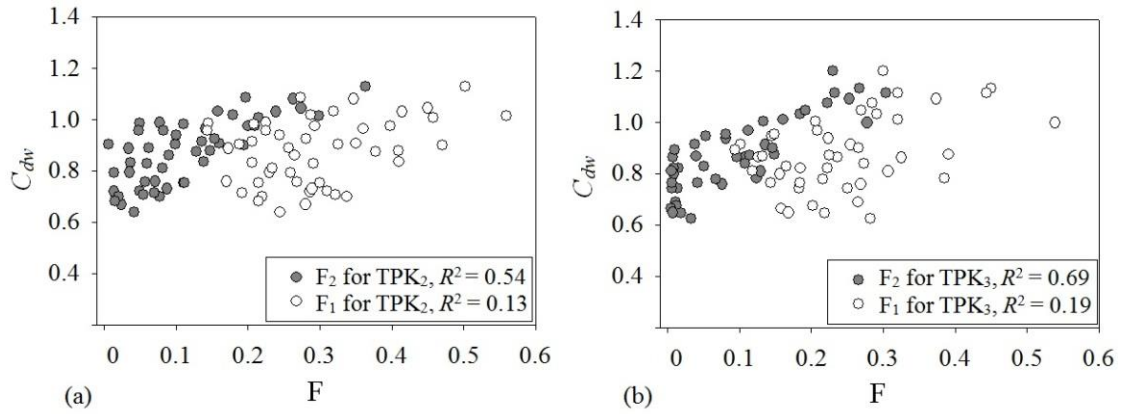 1.4
1.2
1.0
0.8
0.6
0.4
C_dw
0 0.1 0.2 0.3 0.4 0.5 0.6
F
F₂ for TPK₂, R² = 0.54
F₁ for TPK₂, R² = 0.13
(a)
1.4
1.2
1.0
0.8
0.6
0.4
C_dw
0 0.1 0.2 0.3 0.4 0.5 0.6
F
F₂ for TPK₃, R² = 0.69
F₁ for TPK₃, R² = 0.19
(b)